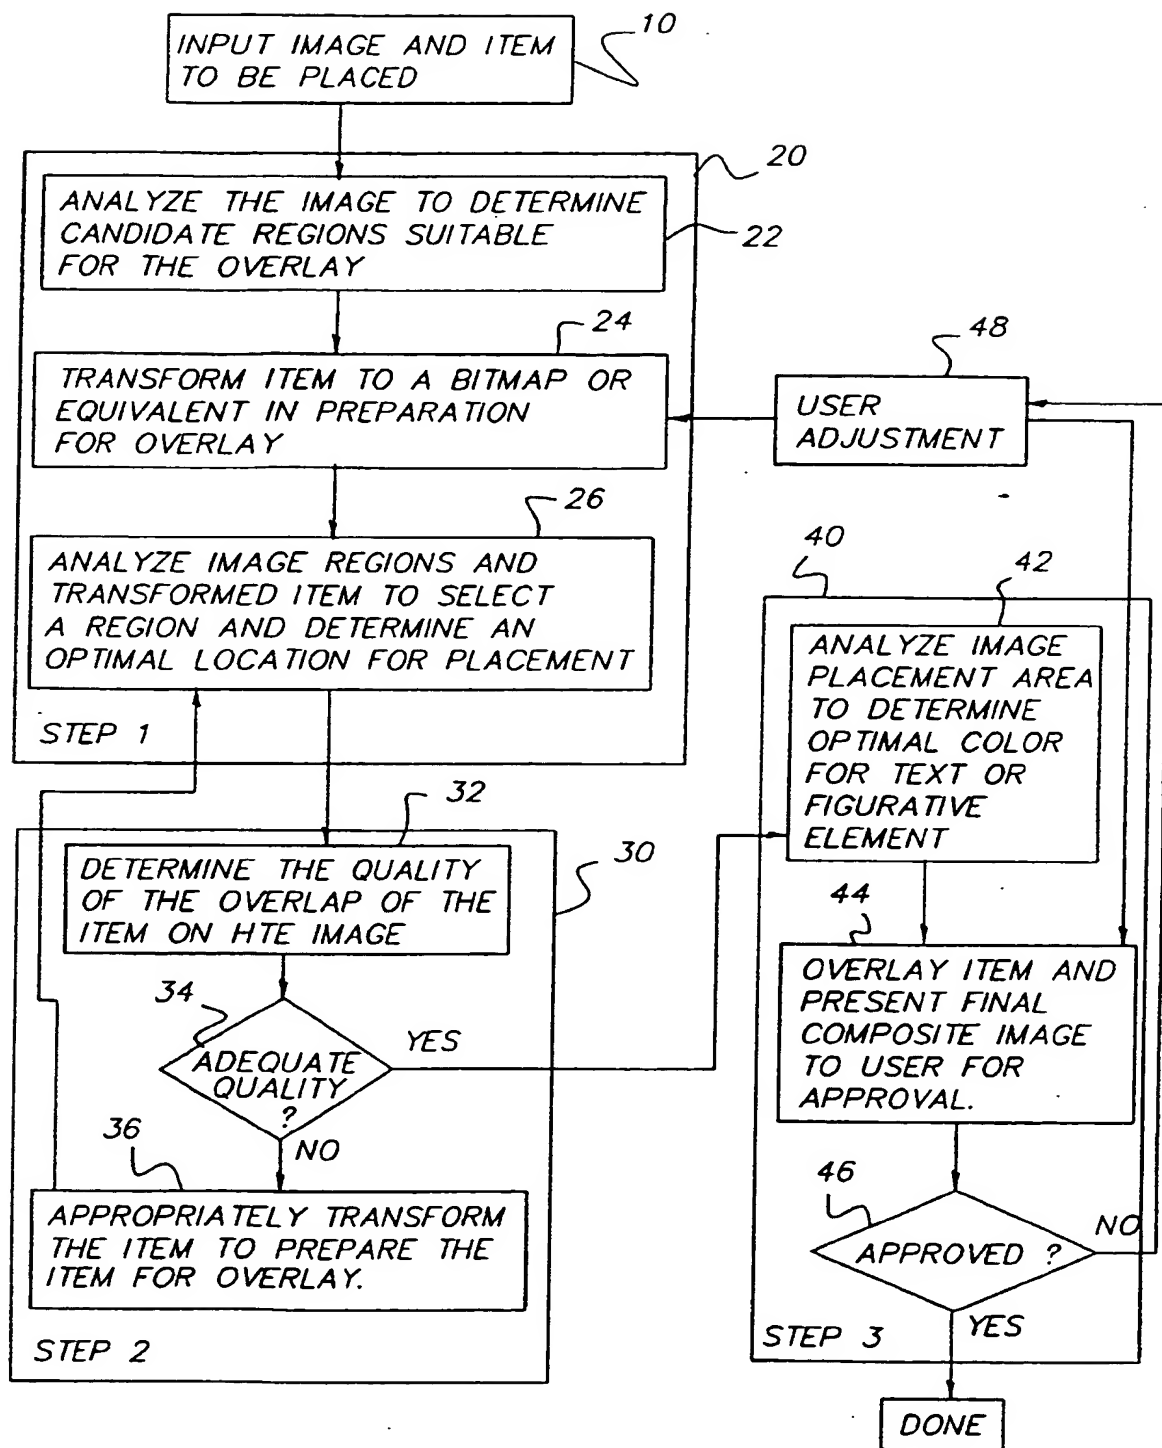 10
INPUT IMAGE AND ITEM
TO BE PLACED
20
ANALYZE THE IMAGE TO DETERMINE
CANDIDATE REGIONS SUITABLE
FOR THE OVERLAY
22
24
TRANSFORM ITEM TO A BITMAP OR
EQUIVALENT IN PREPARATION
FOR OVERLAY
26
ANALYZE IMAGE REGIONS AND
TRANSFORMED ITEM TO SELECT
A REGION AND DETERMINE AN
OPTIMAL LOCATION FOR PLACEMENT
STEP 1
32
30
DETERMINE THE QUALITY
OF THE OVERLAP OF THE
ITEM ON HTE IMAGE
34
ADEQUATE
QUALITY
?
YES
NO
36
APPROPRIATELY TRANSFORM
THE ITEM TO PREPARE THE
ITEM FOR OVERLAY.
STEP 2
48
USER
ADJUSTMENT
40
42
ANALYZE IMAGE
PLACEMENT AREA
TO DETERMINE
OPTIMAL COLOR
FOR TEXT OR
FIGURATIVE
ELEMENT
44
OVERLAY ITEM AND
PRESENT FINAL
COMPOSITE IMAGE
TO USER FOR
APPROVAL.
46
APPROVED ?
NO
YES
STEP 3
DONE